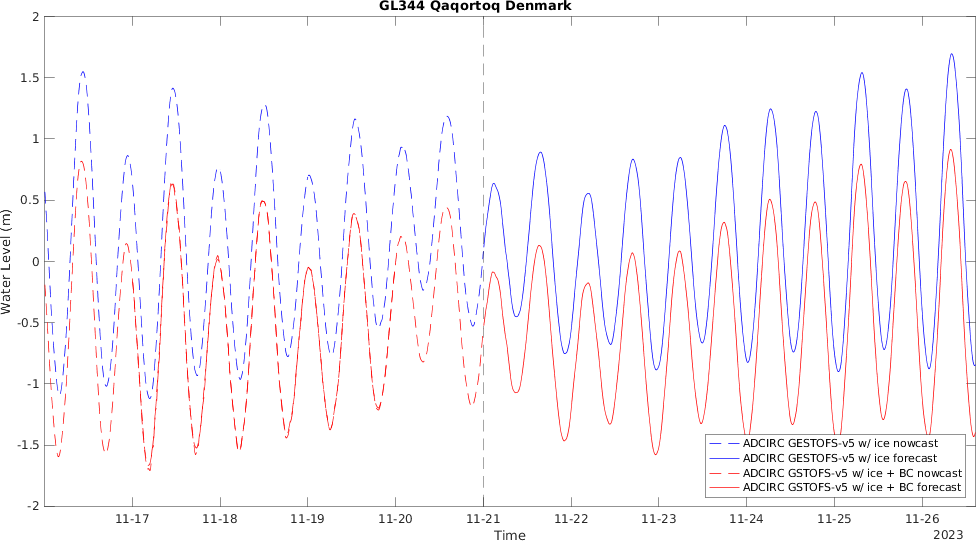 GL344 Qaqortoq Denmark
2
1.5
1
0.5
0
-0.5
-1
-1.5
-2
Water Level (m)
ADCIRC GESTOFS-v5 w/ ice nowcast
ADCIRC GESTOFS-v5 w/ ice forecast
ADCIRC GSTOFS-v5 w/ ice + BC nowcast
ADCIRC GSTOFS-v5 w/ ice + BC forecast
11-17 11-18 11-19 11-20 11-21 11-22 11-23 11-24 11-25 11-26
Time
2023